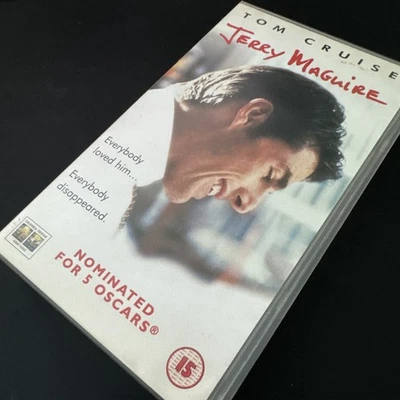 TOM CRUISE
JERRY MAGUIRE
Everybody
loved him...
Everybody
disappeared.
NOMINATED
FOR 5 OSCARS®
15